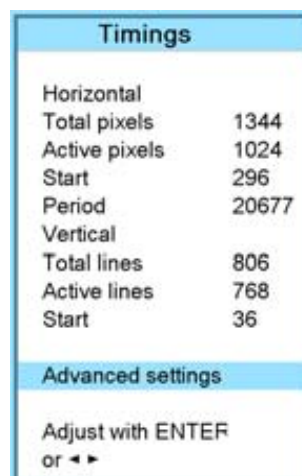 Timings
Horizontal
Total pixels 1344
Active pixels 1024
Start 296
Period 20677
Vertical
Total lines 806
Active lines 768
Start 36
Advanced settings
Adjust with ENTER
or ◄ ►